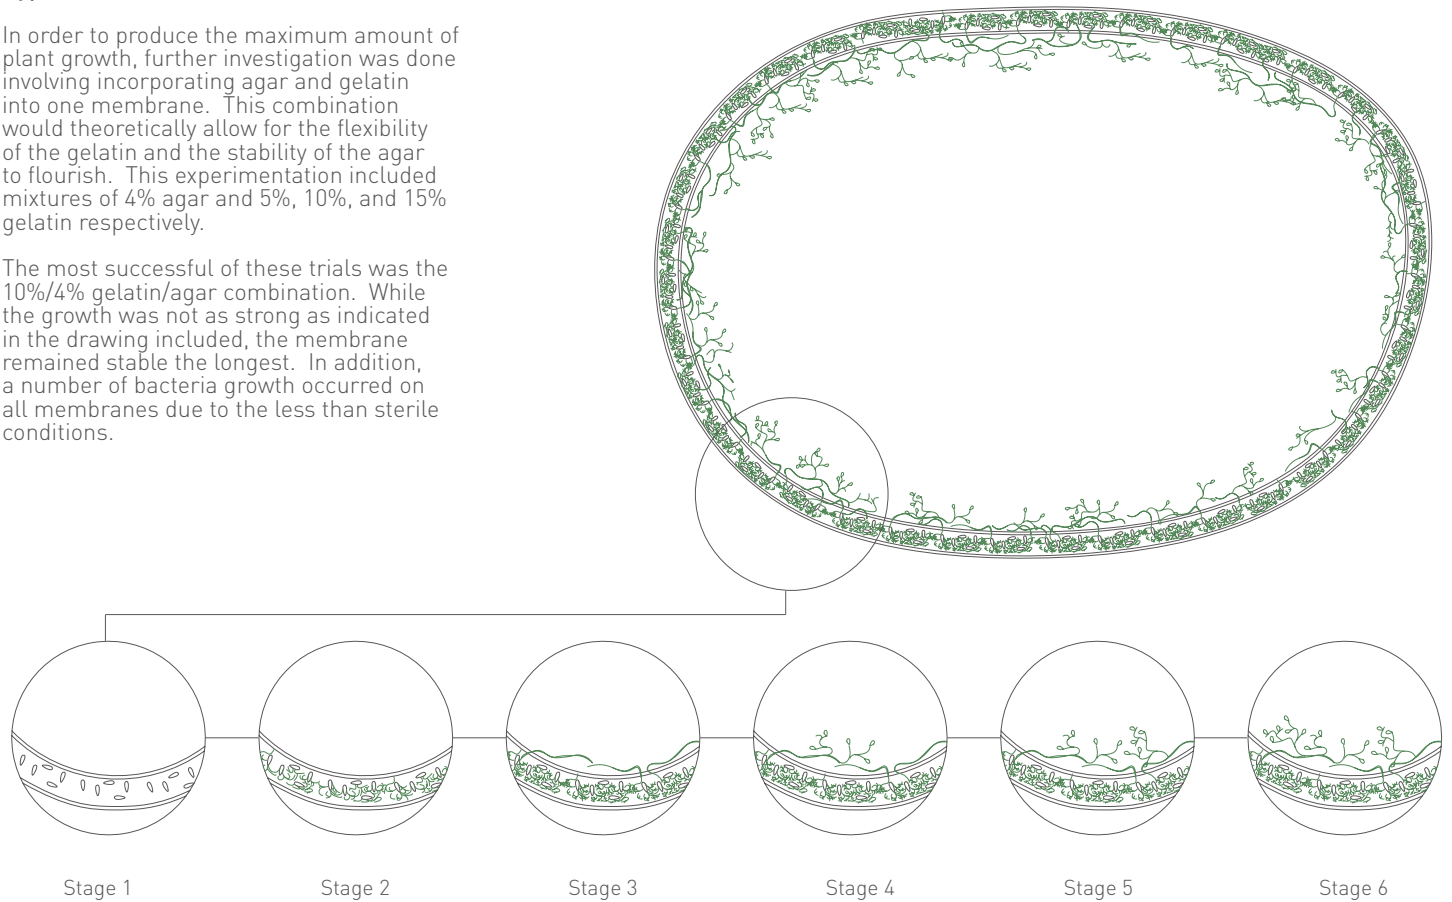 In order to produce the maximum amount of
plant growth, further investigation was done
involving incorporating agar and gelatin
into one membrane.  This combination
would theoretically allow for the flexibility
of the gelatin and the stability of the agar
to flourish.  This experimentation included
mixtures of 4% agar and 5%, 10%, and 15%
gelatin respectively.
The most successful of these trials was the
10%/4% gelatin/agar combination.  While
the growth was not as strong as indicated
in the drawing included, the membrane
remained stable the longest.  In addition,
a number of bacteria growth occurred on
all membranes due to the less than sterile
conditions.
Stage 1
Stage 2
Stage 3
Stage 4
Stage 5
Stage 6